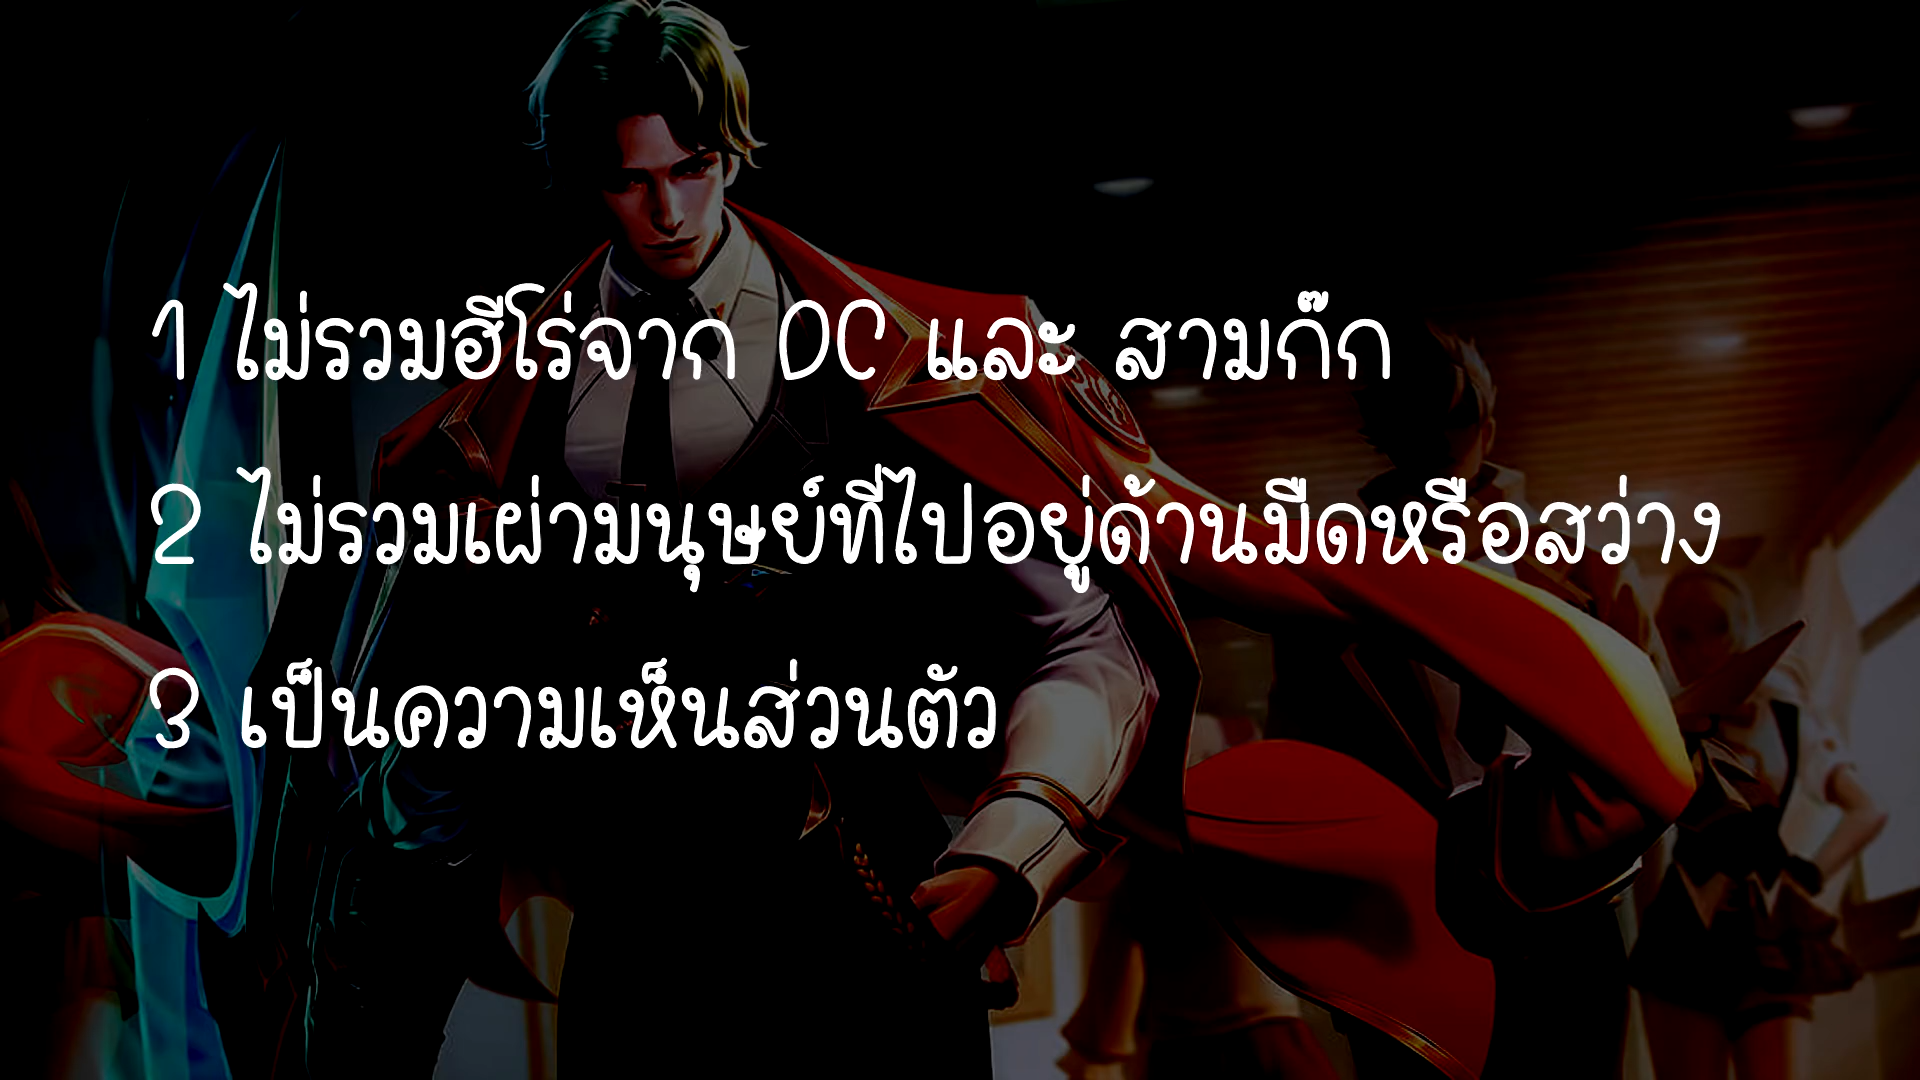 1 ไม่รวมฮีโร่จาก DC และ สามก๊ก
2 ไม่รวมเผ่ามนุษย์ที่ไปอยู่ด้านมืดหรือสว่าง
3 เป็นความเห็นส่วนตัว